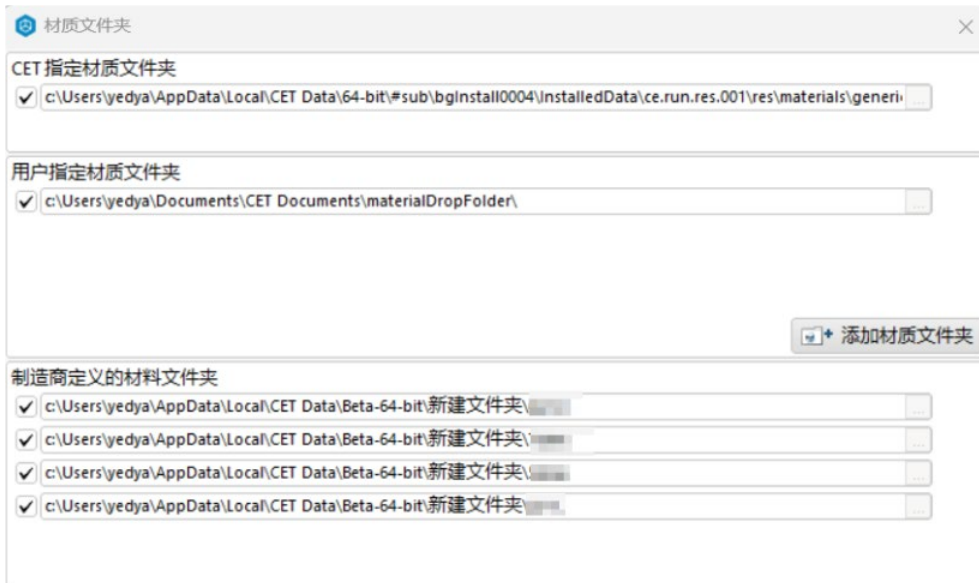 材质文件夹
CET 指定材质文件夹
c:\Users\yedya\AppData\Local\CET Data\64-bit\#sub\bgInstall0004\InstalledData\ce.run.res.001\res\materials\generi
...
用户指定材质文件夹
c:\Users\yedya\Documents\CET Documents\materialDropFolder\
...
添加材质文件夹
制造商定义的材料文件夹
c:\Users\yedya\AppData\Local\CET Data\Beta-64-bit\新建文件夹\
...
c:\Users\yedya\AppData\Local\CET Data\Beta-64-bit\新建文件夹\
...
c:\Users\yedya\AppData\Local\CET Data\Beta-64-bit\新建文件夹\
...
c:\Users\yedya\AppData\Local\CET Data\Beta-64-bit\新建文件夹\
...